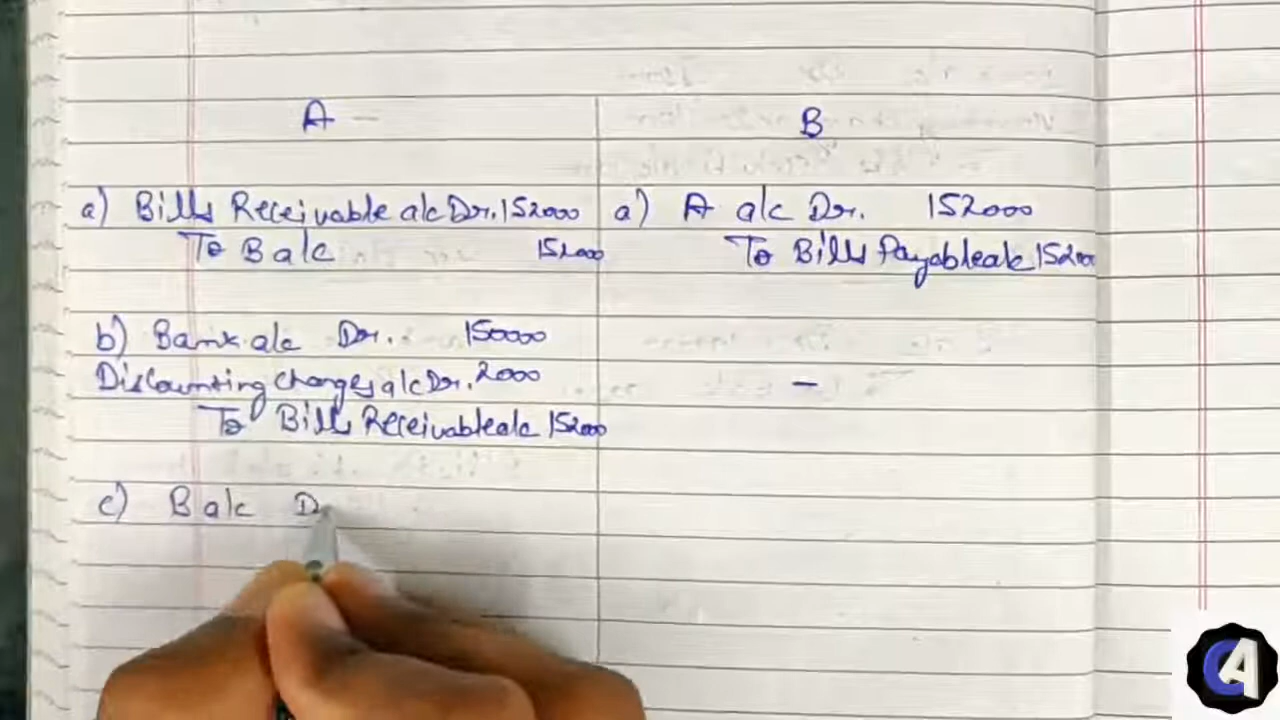 A -
B
a) Bills Receivable a/c Dr. 152000
To B a/c 152000
a) A a/c Dr. 152000
To Bills Payable a/c 152000
b) Bank a/c Dr. 150000
Discounting Charges a/c Dr. 2000
To Bills Receivable a/c 152000
-
c) B a/c D
CA